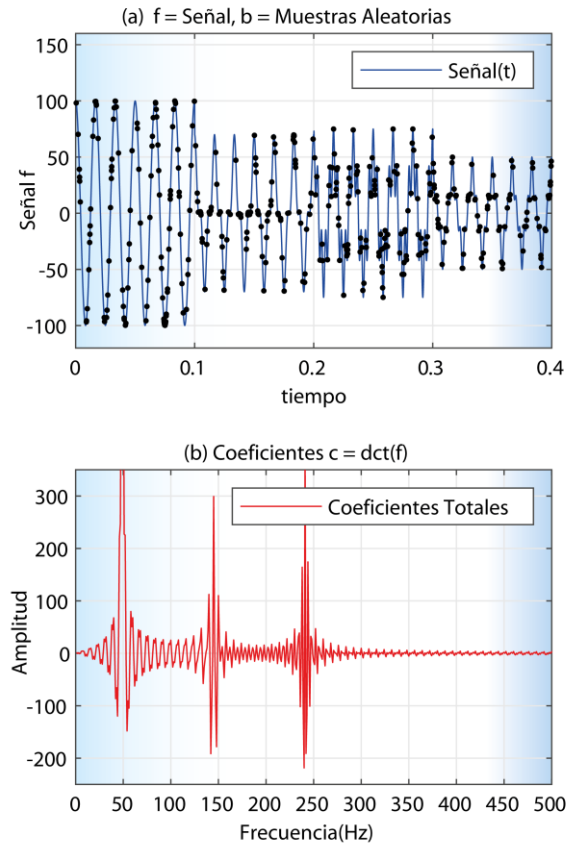 (a) f = Señal, b = Muestras Aleatorias
150
100
50
0
-50
-100
Señal f
Señal(t)
0 0.1 0.2 0.3 0.4
tiempo
(b) Coeficientes c = dct(f)
300
200
100
0
-100
-200
Amplitud
Coeficientes Totales
0 50 100 150 200 250 300 350 400 450 500
Frecuencia(Hz)